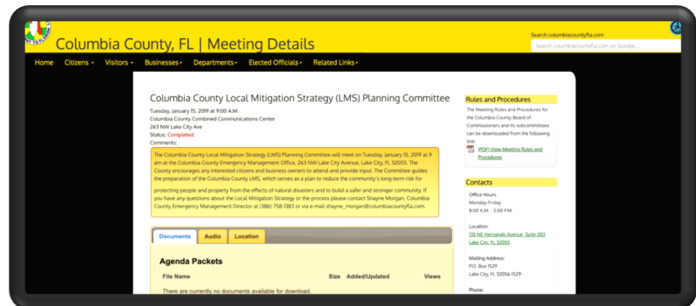 Columbia County, FL | Meeting Details
Search columbiacountyfla.com
Search columbiacountyfla.com on Google...
Home Citizens Visitors Businesses Departments Elected Officials Related Links
Columbia County Local Mitigation Strategy (LMS) Planning Committee
Tuesday, January 15, 2019 at 9:00 A.M.
Columbia County Combined Communications Center
263 NW Lake City Ave
Status: Completed
Comments:
The Columbia County Local Mitigation Strategy (LMS) Planning Committee will meet on Tuesday, January 15, 2019 at 9
am at the Columbia County Emergency Management Office, 263 NW Lake City Avenue, Lake City, FL 32055. The
County encourages any interested citizens and business owners to attend and provide input. The Committee guides
the preparation of the Columbia County LMS, which serves as a plan to reduce the community's long-term risk for
protecting people and property from the effects of natural disasters and to build a safer and stronger community. If
you have any questions about the Local Mitigation Strategy or the process please contact Shayne Morgan, Columbia
County Emergency Management Director at (386) 758-1383 or via e-mail shayne_morgan@columbiacountyfla.com.
Documents Audio Location
Agenda Packets
File Name Size Added/Updated Views
There are currently no documents available for download.
Rules and Procedures
The Meeting Rules and Procedures for
the Columbia County Board of
Commissioners and its subcommittees
can be downloaded from the following
link:
(PDF) View Meeting Rules and
Procedures
Contacts
Office Hours:
Monday-Friday
8:00 A.M. - 5:00 P.M.
Location:
135 NE Hernando Avenue, Suite 203
Lake City, FL 32055
Mailing Address:
P.O. Box 1529
Lake City, FL 32056-1529
Phone: